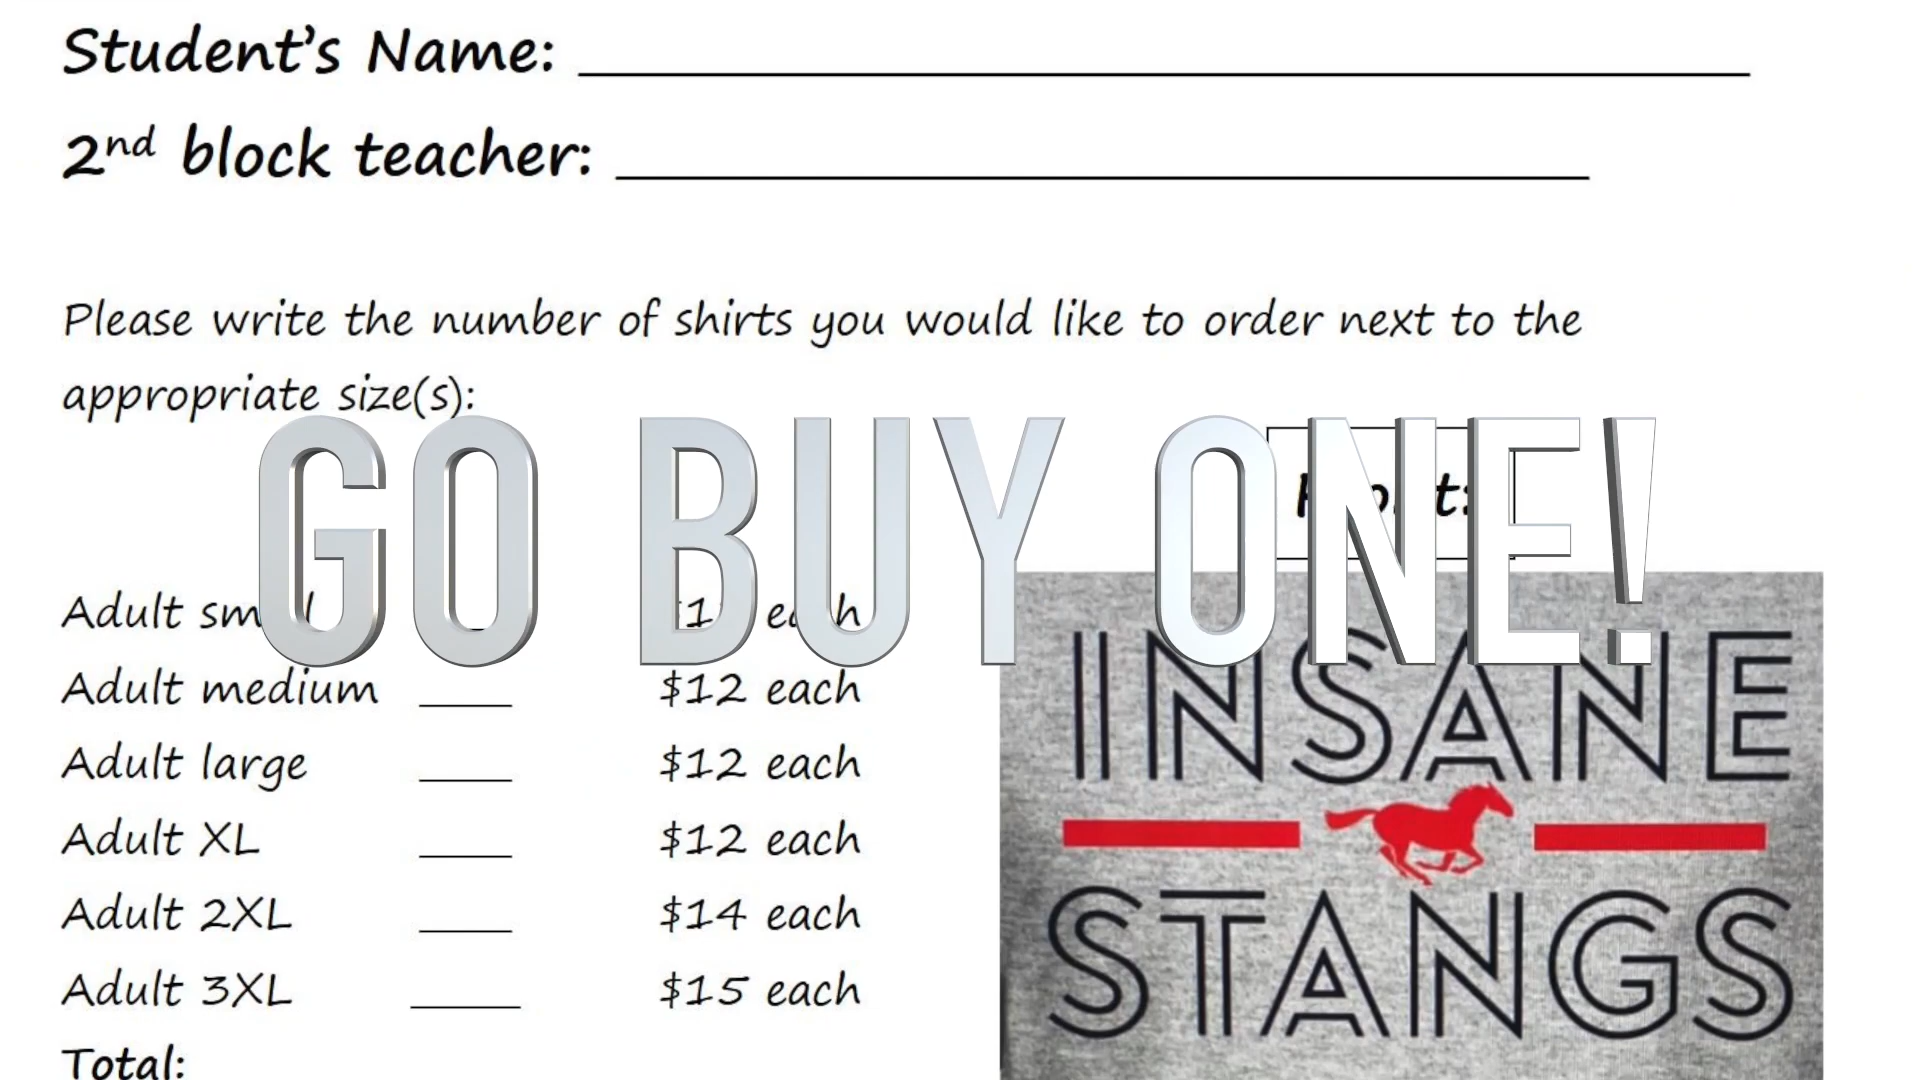 Student's Name:
2nd block teacher:
Please write the number of shirts you would like to order next to the
appropriate size(s):
GO BUY ONE!
Adult each
Adult medium $12 each
Adult large $12 each
Adult XL $12 each
Adult 2XL $14 each
Adult 3XL $15 each
Total:
INSANE
STANGS